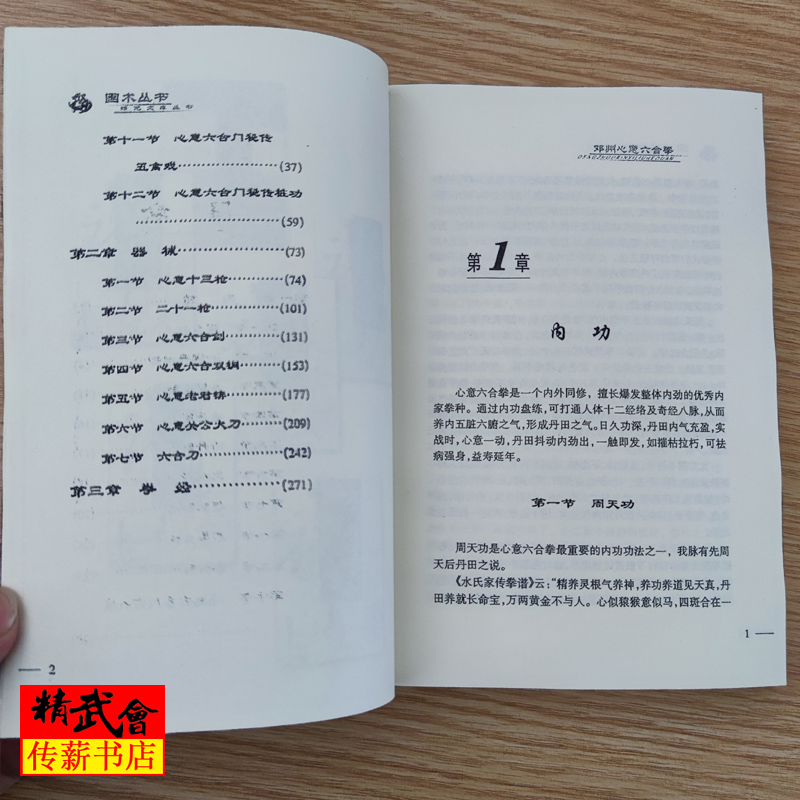 国术丛书
第十一节 心意六合门秘传
五禽戏……………………(37)
第十二节 心意六合门秘传桩功
……………………(59)
第二章 器 械……………………(73)
第一节 心意十三枪…………(74)
第二节 二十一枪……………(101)
第三节 心意六合剑…………(131)
第四节 心意六合双锏………(153)
第五节 心意老君锛…………(177)
第六节 心意关公大刀………(209)
第七节 六合刀………………(242)
第三章 拳 经……………………(271)
2
邓州心意六合拳
DENGZHOUXINYILIUHEQUAN
第1章
内 功
心意六合拳是一个内外同修，擅长爆发整体内劲的优秀内
家拳种。通过内功盘练，可打通人体十二经络及奇经八脉，从而
养内五脏六腑之气，形成丹田之气。日久功深，丹田内气充盈，实
战时，心意一动，丹田抖动内劲出，一触即发，如摧枯拉朽，可祛
病强身，益寿延年。
第一节 周天功
周天功是心意六合拳最重要的内功功法之一，我脉有先周
天后丹田之说。
《水氏家传拳谱》云：“精养灵根气养神，养功养道见天真，丹
田养就长命宝，万两黄金不与人。心似猿猴意似马，四斑合在一
1
精武會
传薪书店